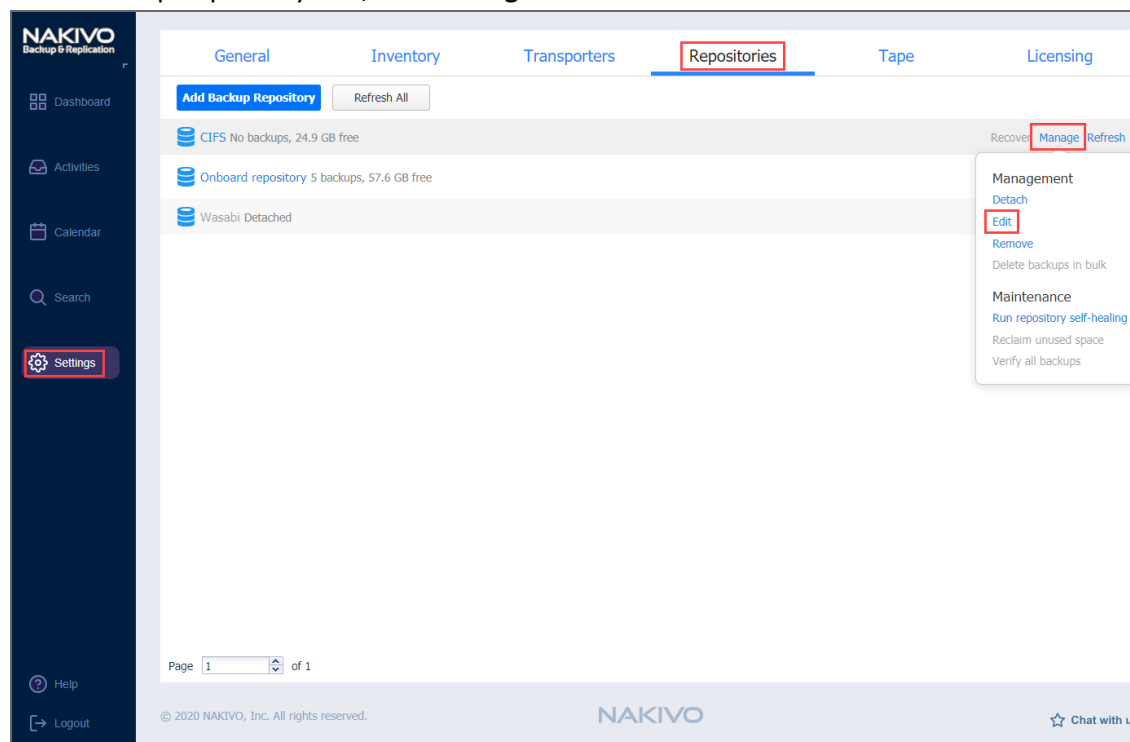 NAKIVO
Backup & Replication
General Inventory Transporters Repositories Tape Licensing
Dashboard
Add Backup Repository Refresh All
CIFS No backups, 24.9 GB free
Recover Manage Refresh
Activities
Onboard repository 5 backups, 57.6 GB free
Management
Detach
Wasabi Detached
Edit
Calendar
Remove
Delete backups in bulk
Search
Maintenance
Run repository self-healing
Reclaim unused space
Settings
Verify all backups
Page 1 of 1
Help
© 2020 NAKIVO, Inc. All rights reserved.
NAKIVO
Chat with
Logout